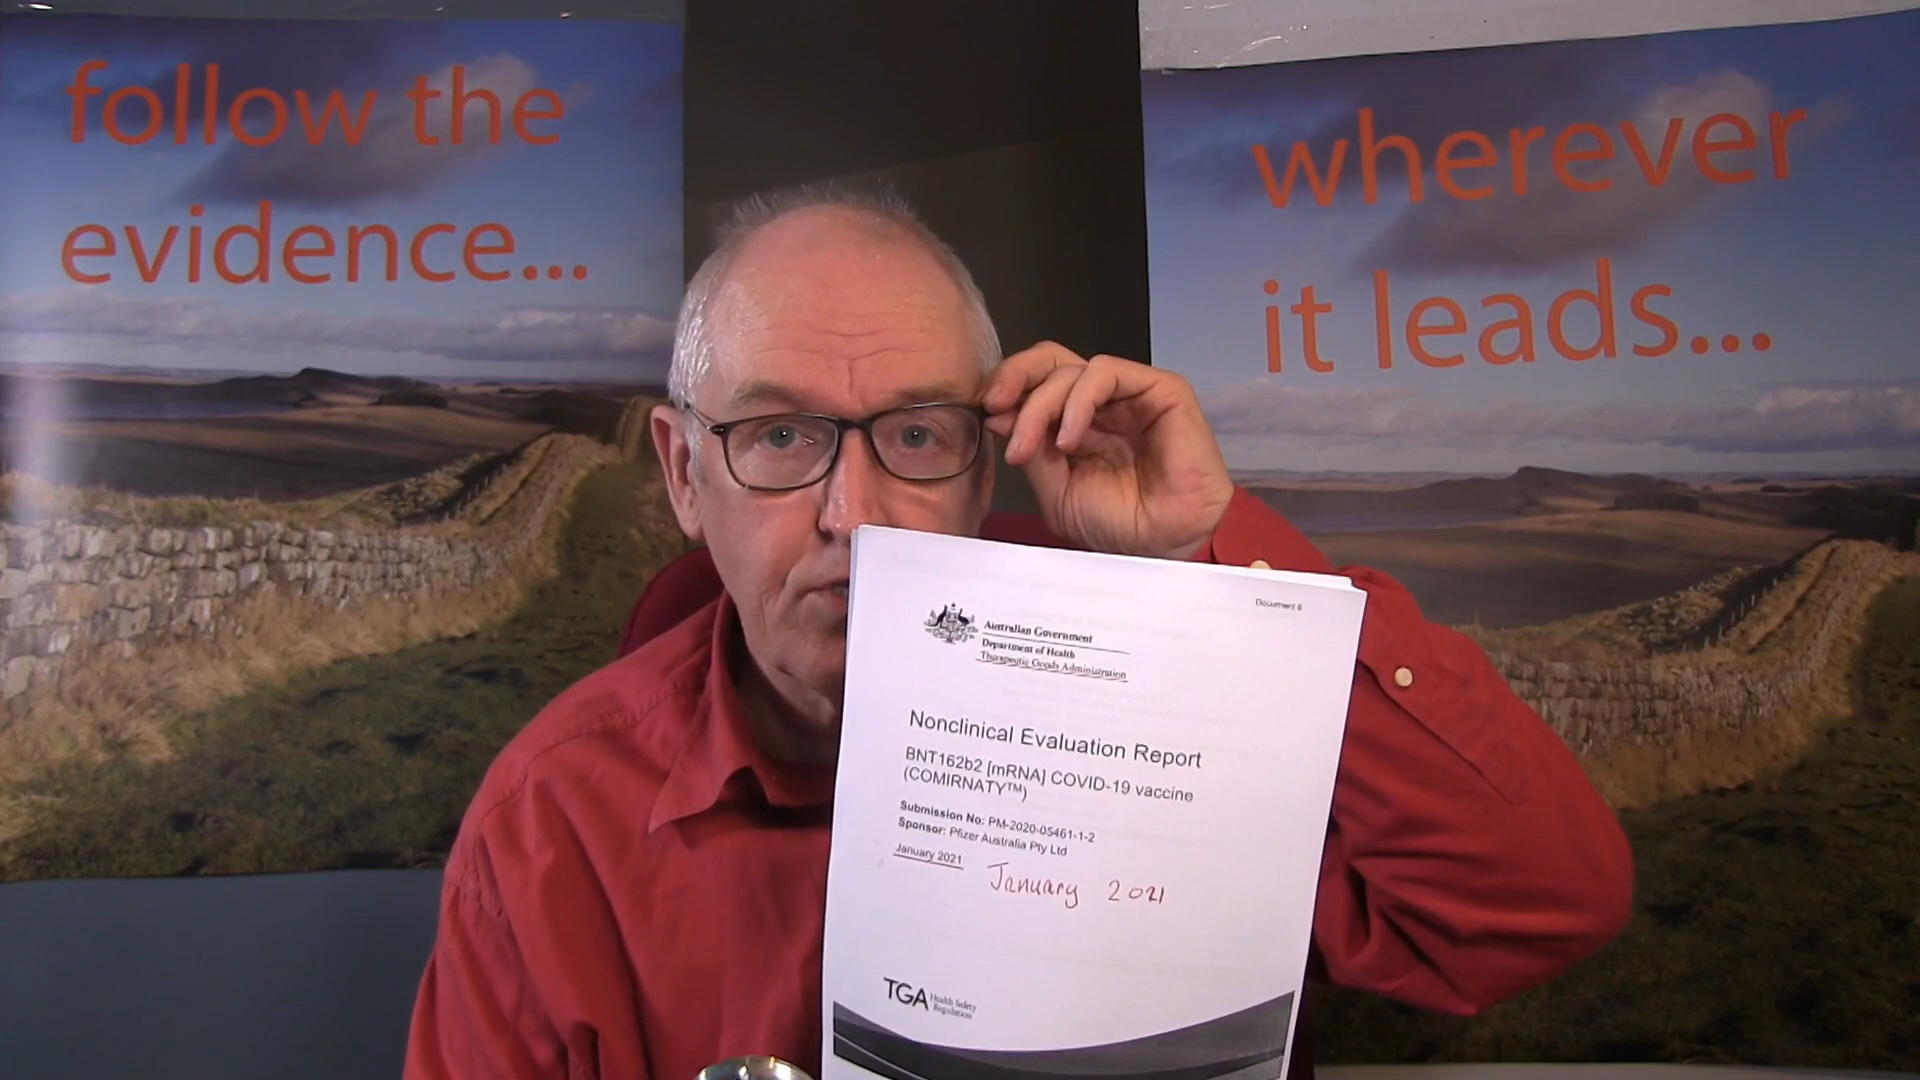 follow the
evidence...
wherever
it leads...
Document 6
Australian Government
Department of Health
Therapeutic Goods Administration
Nonclinical Evaluation Report
BNT162b2 [mRNA] COVID-19 vaccine
(COMIRNATY™)
Submission No: PM-2020-05461-1-2
Sponsor: Pfizer Australia Pty Ltd
January 2021
January 2021
TGA Health Safety
Regulation